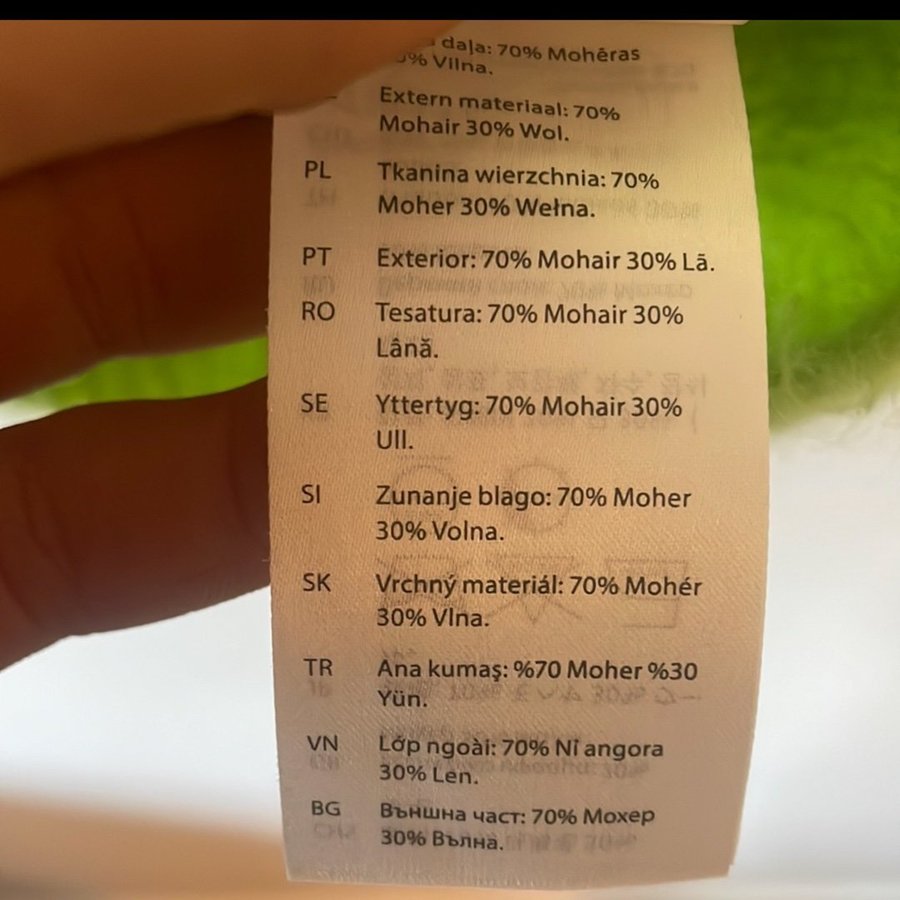 daļa: 70% Mohēras
% Vilna.
Extern materiaal: 70%
Mohair 30% Wol.
PL Tkanina wierzchnia: 70%
Moher 30% Wełna.
PT Exterior: 70% Mohair 30% Lã.
RO Tesatura: 70% Mohair 30%
Lână.
SE Yttertyg: 70% Mohair 30%
Ull.
SI Zunanje blago: 70% Moher
30% Volna.
SK Vrchný materiál: 70% Mohér
30% Vlna.
TR Ana kumaş: %70 Moher %30
Yün.
VN Lớp ngoài: 70% Nỉ angora
30% Len.
BG Външна част: 70% Мохер
30% Вълна.